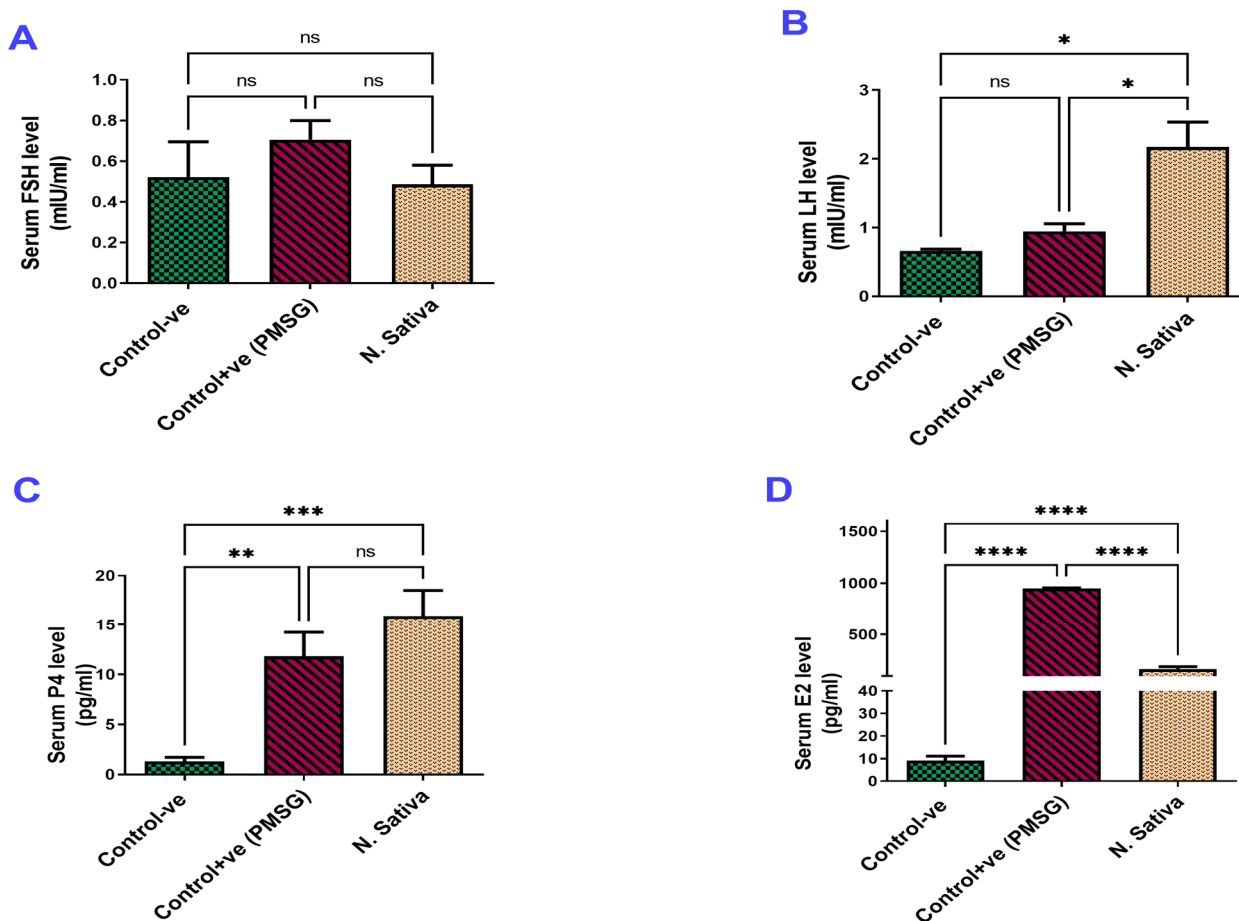 A
ns
ns
ns
Serum FSH level
(mIU/ml)
1.0
0.8
0.6
0.4
0.2
0.0
Control-ve
Control+ve (PMSG)
N. Sativa
B
*
ns
*
Serum LH level
(mIU/ml)
3
2
1
0
Control-ve
Control+ve (PMSG)
N. Sativa
C
***
**
ns
Serum P4 level
(pg/ml)
20
15
10
5
0
Control-ve
Control+ve (PMSG)
N. Sativa
D
****
****
****
Serum E2 level
(pg/ml)
1500
1000
500
40
30
20
10
0
Control-ve
Control+ve (PMSG)
N. Sativa